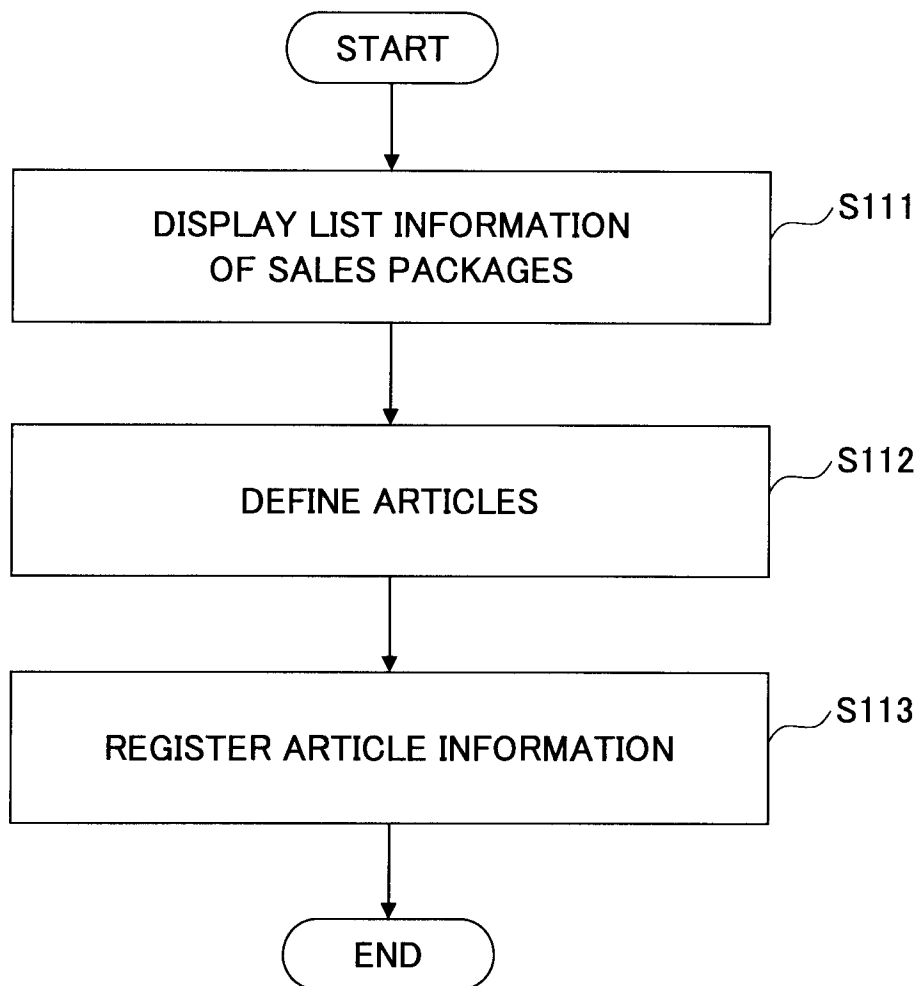 START
DISPLAY LIST INFORMATION
OF SALES PACKAGES
S111
DEFINE ARTICLES
S112
REGISTER ARTICLE INFORMATION
S113
END